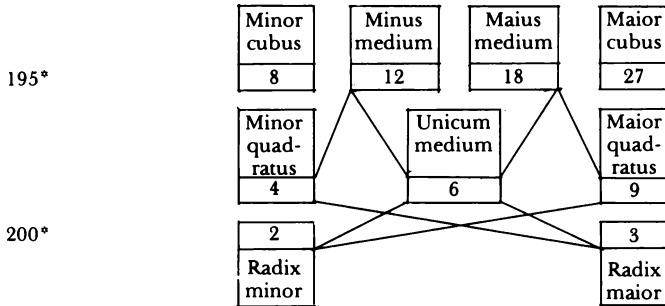 Minor cubus
Minus medium
Maius medium
Maior cubus
195*
8
12
18
27
Minor quad-
ratus
Unicum medium
Maior quad-
ratus
4
6
9
200*
2
3
Radix minor
Radix maior